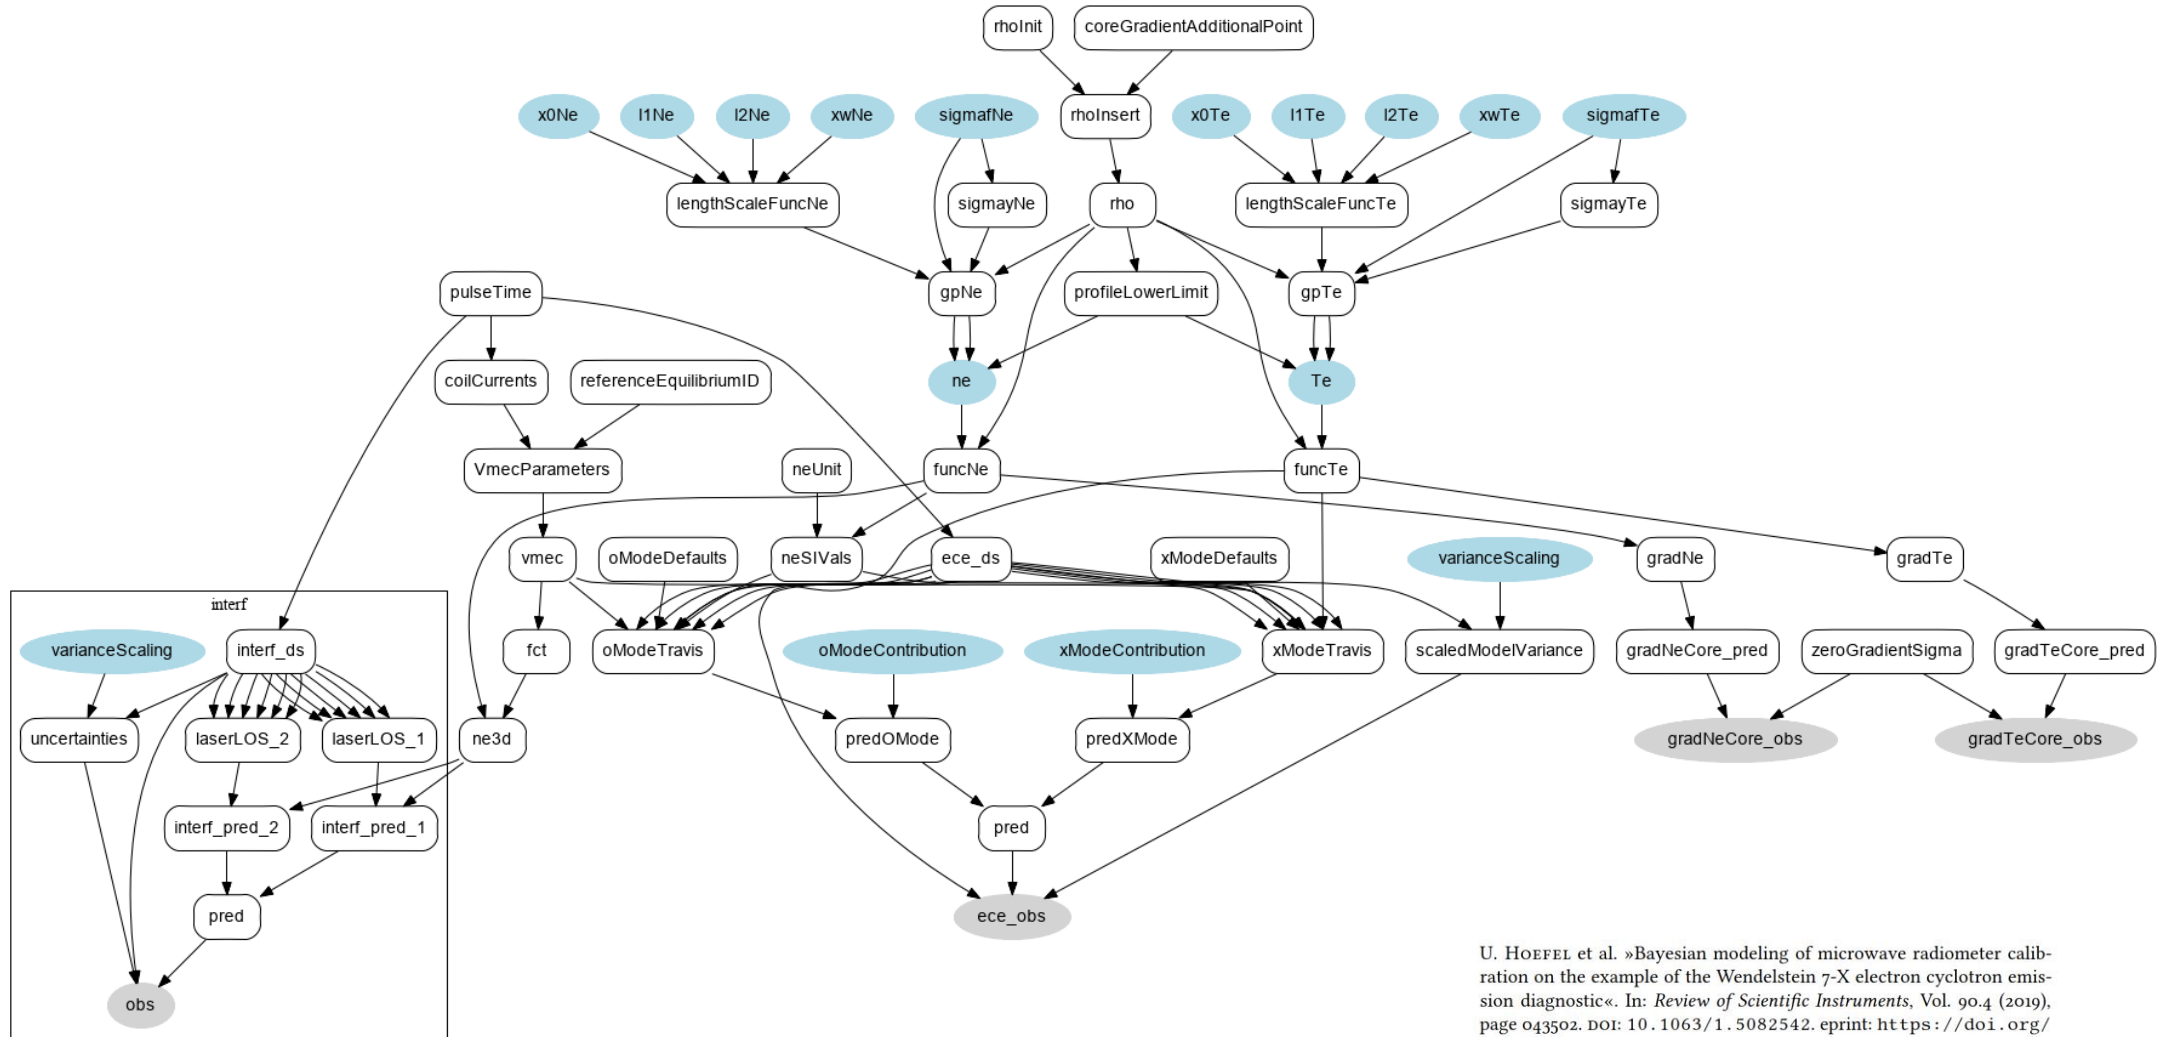 rhoInit
coreGradientAdditionalPoint
x0Ne
l1Ne
l2Ne
xwNe
sigmafNe
rhoInsert
x0Te
l1Te
l2Te
xwTe
sigmafTe
lengthScaleFuncNe
sigmayNe
rho
lengthScaleFuncTe
sigmayTe
pulseTime
gpNe
profileLowerLimit
gpTe
coilCurrents
referenceEquilibriumID
ne
Te
VmecParameters
neUnit
funcNe
funcTe
vmec
oModeDefaults
neSIVals
ece_ds
xModeDefaults
varianceScaling
gradNe
gradTe
interf
varianceScaling
interf_ds
fct
oModeTravis
oModeContribution
xModeContribution
xModeTravis
scaledModelVariance
gradNeCore_pred
zeroGradientSigma
gradTeCore_pred
uncertainties
laserLOS_2
laserLOS_1
ne3d
predOMode
predXMode
gradNeCore_obs
gradTeCore_obs
interf_pred_2
interf_pred_1
pred
pred
ece_obs
obs
U. HOEFEL et al. »Bayesian modeling of microwave radiometer calib-
ration on the example of the Wendelstein 7-X electron cyclotron emis-
sion diagnostic«. In: Review of Scientific Instruments, Vol. 90.4 (2019),
page 043502. DOI: 10.1063/1.5082542. eprint: https://doi.org/